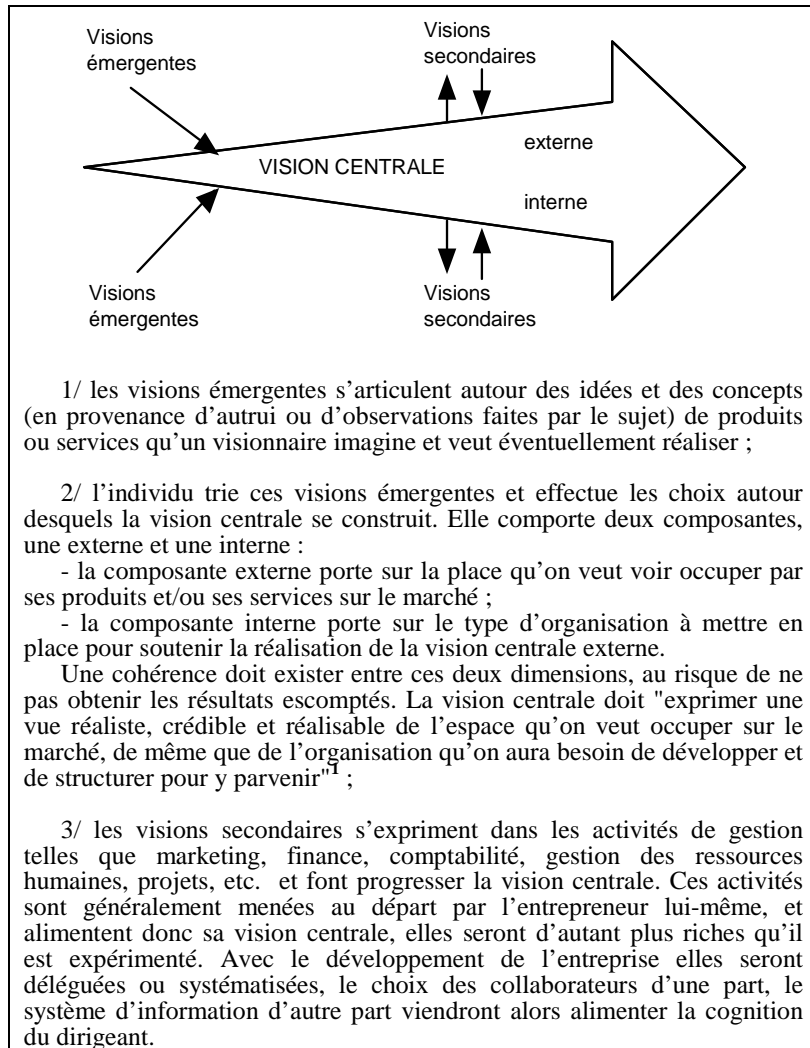 Visions
émergentes
Visions
secondaires
externe
VISION CENTRALE
interne
Visions
émergentes
Visions
secondaires
1/ les visions émergentes s’articulent autour des idées et des concepts
(en provenance d’autrui ou d’observations faites par le sujet) de produits
ou services qu’un visionnaire imagine et veut éventuellement réaliser ;
2/ l’individu trie ces visions émergentes et effectue les choix autour
desquels la vision centrale se construit. Elle comporte deux composantes,
une externe et une interne :
- la composante externe porte sur la place qu’on veut voir occuper par
ses produits et/ou ses services sur le marché ;
- la composante interne porte sur le type d’organisation à mettre en
place pour soutenir la réalisation de la vision centrale externe.
Une cohérence doit exister entre ces deux dimensions, au risque de ne
pas obtenir les résultats escomptés. La vision centrale doit "exprimer une
vue réaliste, crédible et réalisable de l’espace qu’on veut occuper sur le
marché, de même que de l’organisation qu’on aura besoin de développer et
de structurer pour y parvenir"1 ;
3/ les visions secondaires s’expriment dans les activités de gestion
telles que marketing, finance, comptabilité, gestion des ressources
humaines, projets, etc. et font progresser la vision centrale. Ces activités
sont généralement menées au départ par l’entrepreneur lui-même, et
alimentent donc sa vision centrale, elles seront d’autant plus riches qu’il
est expérimenté. Avec le développement de l’entreprise elles seront
déléguées ou systématisées, le choix des collaborateurs d’une part, le
système d’information d’autre part viendront alors alimenter la cognition
du dirigeant.